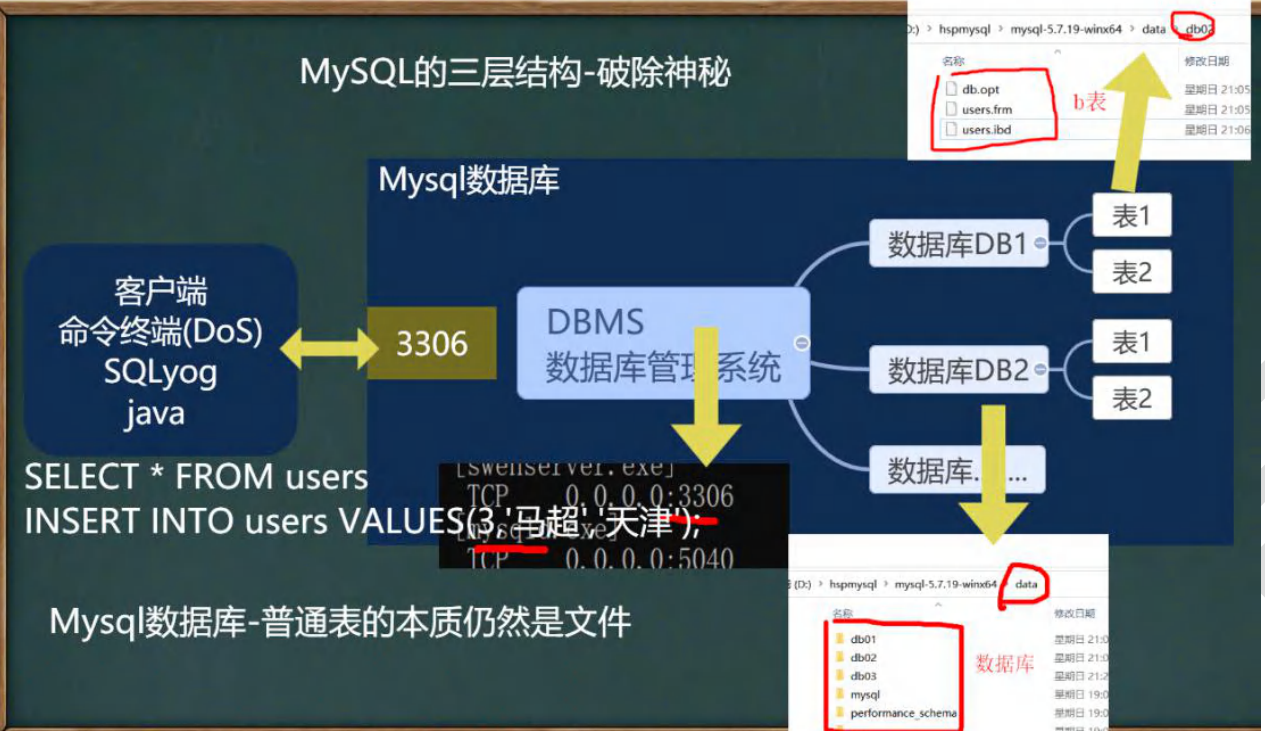 MySQL的三层结构-破除神秘
hspmysql > mysql-5.7.19-winx64 > data > db02
名称
修改日期
db.opt
星期日 21:05
users.frm
星期日 21:05
users.ibd
星期日 21:06
b表
Mysql数据库
客户端
命令终端(DoS)
SQLyog
java
3306
DBMS
数据库管理系统
数据库DB1
表1
表2
数据库DB2
表1
表2
数据库......
SELECT * FROM users
INSERT INTO users VALUES(3,'马超','天津');
TCP 0.0.0.0:3306
TCP 0.0.0.0:5040
Mysql数据库-普通表的本质仍然是文件
(D:) > hspmysql > mysql-5.7.19-winx64 > data
名称
修改日期
db01
星期日 21:0
db02
星期日 21:0
db03
星期日 21:2
mysql
星期日 19:0
performance_schema
星期日 19:0
数据库